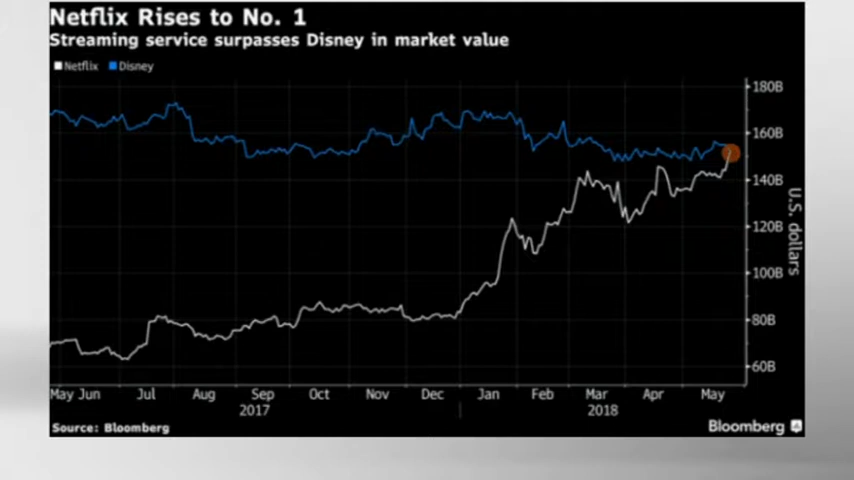 Netflix Rises to No. 1
Streaming service surpasses Disney in market value
Netflix Disney
180B
160B
140B
120B
100B
80B
60B
U.S. dollars
May Jun Jul Aug Sep Oct Nov Dec Jan Feb Mar Apr May
2017 2018
Source: Bloomberg Bloomberg